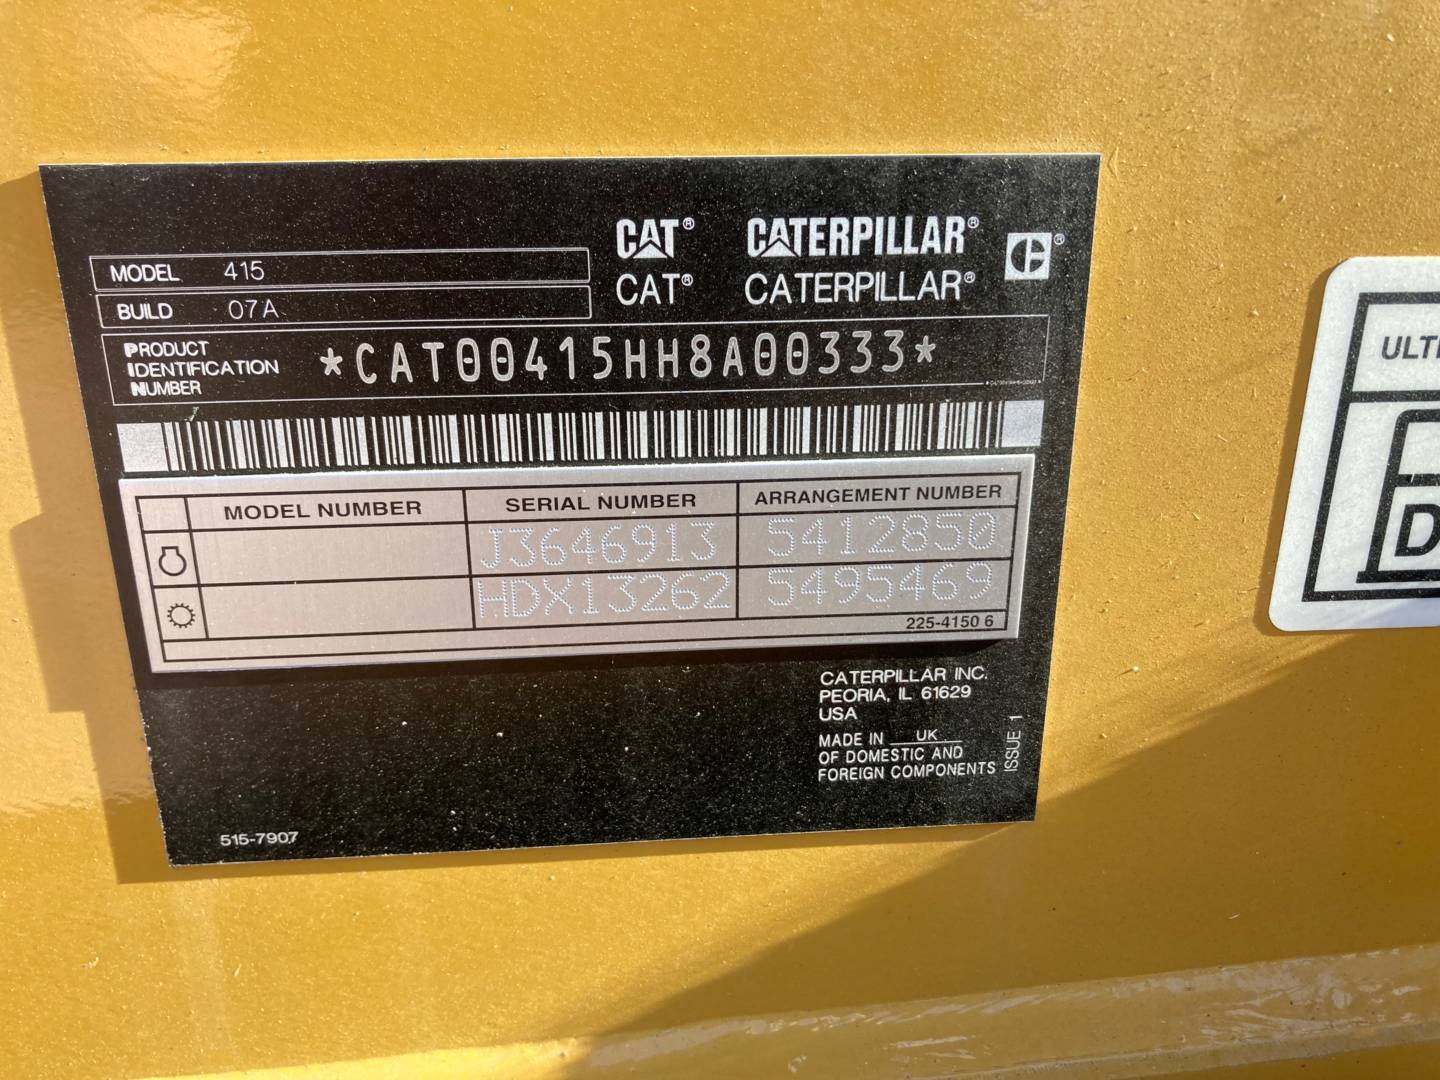 CAT® CATERPILLAR®
CAT® CATERPILLAR®
MODEL 415
BUILD 07A
PRODUCT
IDENTIFICATION
NUMBER
*CAT00415HH8A00333*
MODEL NUMBER SERIAL NUMBER ARRANGEMENT NUMBER
J3646913 5412850
HDX13262 5495469
225-4150 6
CATERPILLAR INC.
PEORIA, IL 61629
USA
MADE IN UK
OF DOMESTIC AND
FOREIGN COMPONENTS
ISSUE 1
515-7907
ULT
D